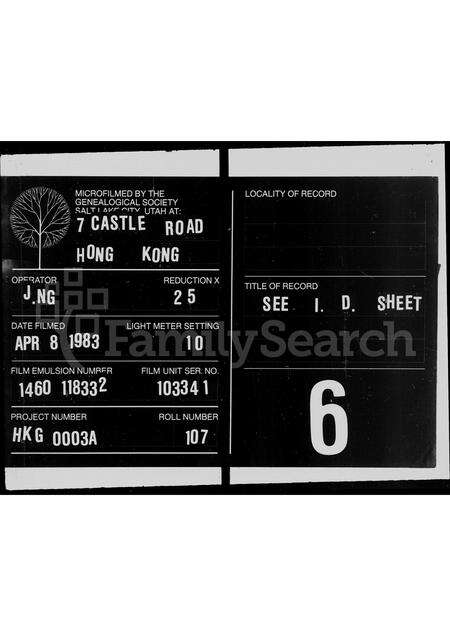 MICROFILMED BY THE
GENEALOGICAL SOCIETY
SALT LAKE CITY, UTAH AT:
7 CASTLE ROAD
HONG KONG
OPERATOR REDUCTION X
J. NG 25
DATE FILMED LIGHT METER SETTING
APR 8 1983 10
FILM EMULSION NUMBER FILM UNIT SER. NO.
1460 118332 103341
PROJECT NUMBER ROLL NUMBER
HKG 0003A 107
LOCALITY OF RECORD
TITLE OF RECORD
SEE I. D. SHEET
6
FamilySearch